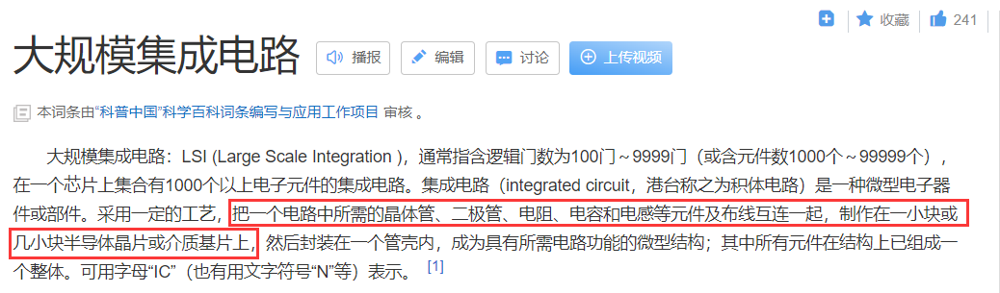 收藏 241
大规模集成电路 播报 编辑 讨论 上传视频
本词条由“科普中国”科学百科词条编写与应用工作项目 审核 。
大规模集成电路：LSI (Large Scale Integration )，通常指含逻辑门数为100门～9999门（或含元件数1000个～99999个），
在一个芯片上集合有1000个以上电子元件的集成电路。集成电路（integrated circuit，港台称之为积体电路）是一种微型电子器
件或部件。采用一定的工艺，把一个电路中所需的晶体管、二极管、电阻、电容和电感等元件及布线互连一起，制作在一小块或
几小块半导体晶片或介质基片上，然后封装在一个管壳内，成为具有所需电路功能的微型结构；其中所有元件在结构上已组成一
个整体。可用字母“IC”（也有用文字符号“N”等）表示。 [1]